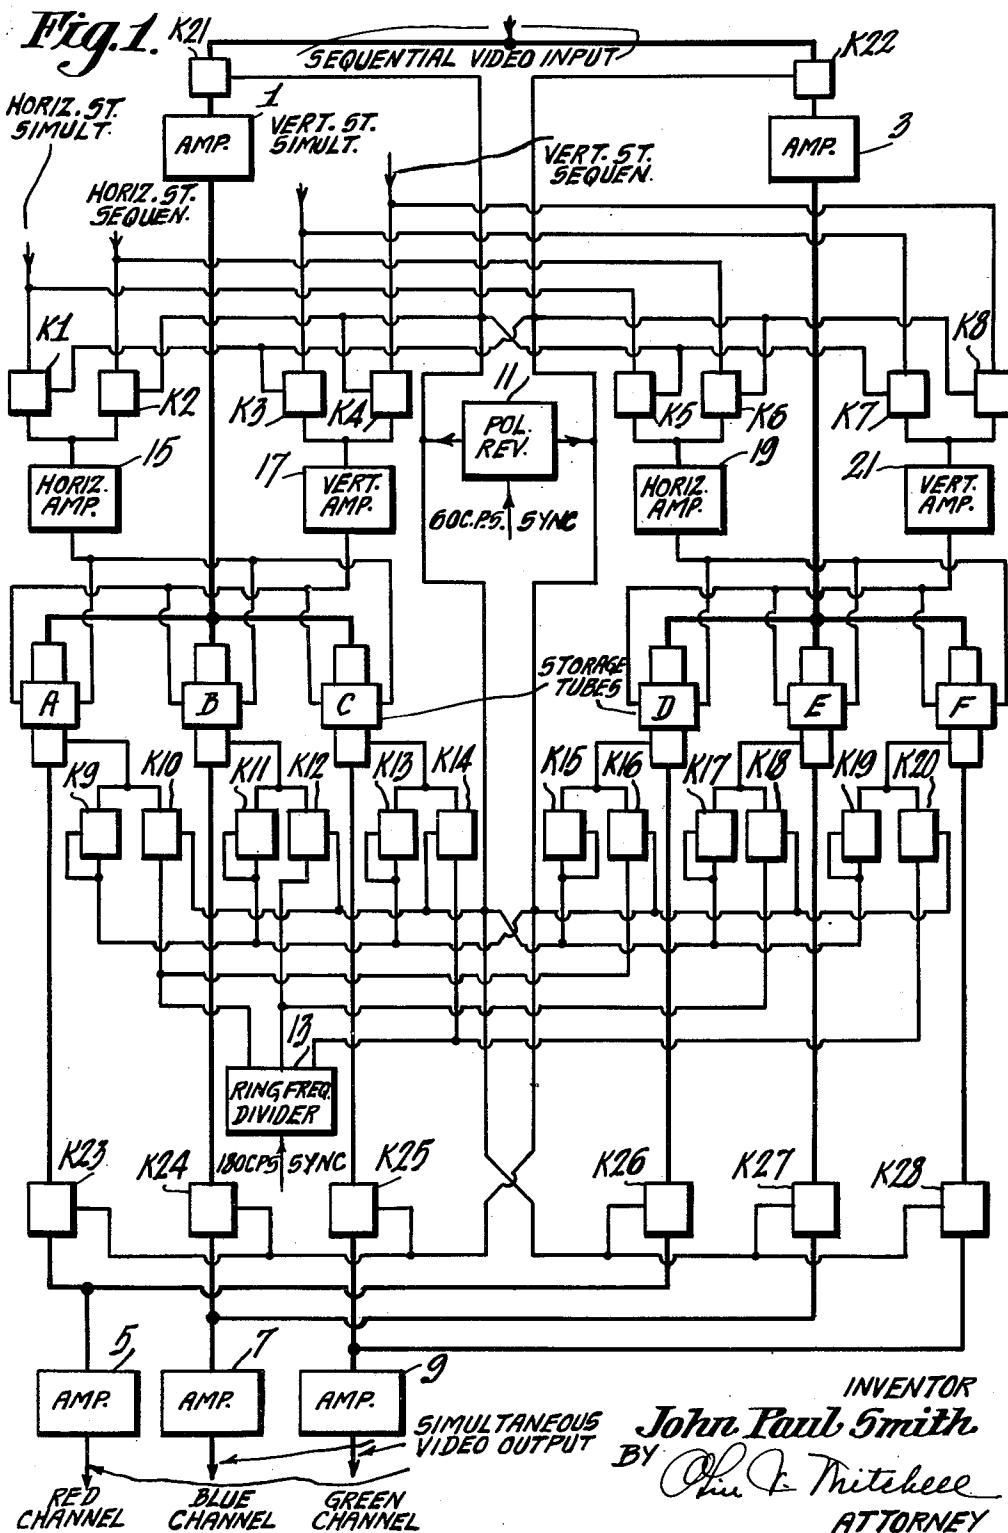 Fig.1.
K21
SEQUENTIAL VIDEO INPUT
K22
HORIZ. ST.
SIMULT.
1
AMP.
VERT. ST.
SIMULT.
VERT. ST.
SEQUEN.
3
AMP.
HORIZ. ST.
SEQUEN.
K1
K2
K3
K4
11
POL.
REV.
K5
K6
K7
K8
15
HORIZ.
AMP.
17
VERT.
AMP.
60C.P.S. SYNC
19
HORIZ.
AMP.
21
VERT.
AMP.
STORAGE
TUBES
A
B
C
D
E
F
K9
K10
K11
K12
K13
K14
K15
K16
K17
K18
K19
K20
13
RING FREQ.
DIVIDER
180CPS SYNC
K23
K24
K25
K26
K27
K28
5
AMP.
7
AMP.
9
AMP.
SIMULTANEOUS
VIDEO OUTPUT
RED
CHANNEL
BLUE
CHANNEL
GREEN
CHANNEL
INVENTOR
John Paul Smith
BY
Mitchell
ATTORNEY